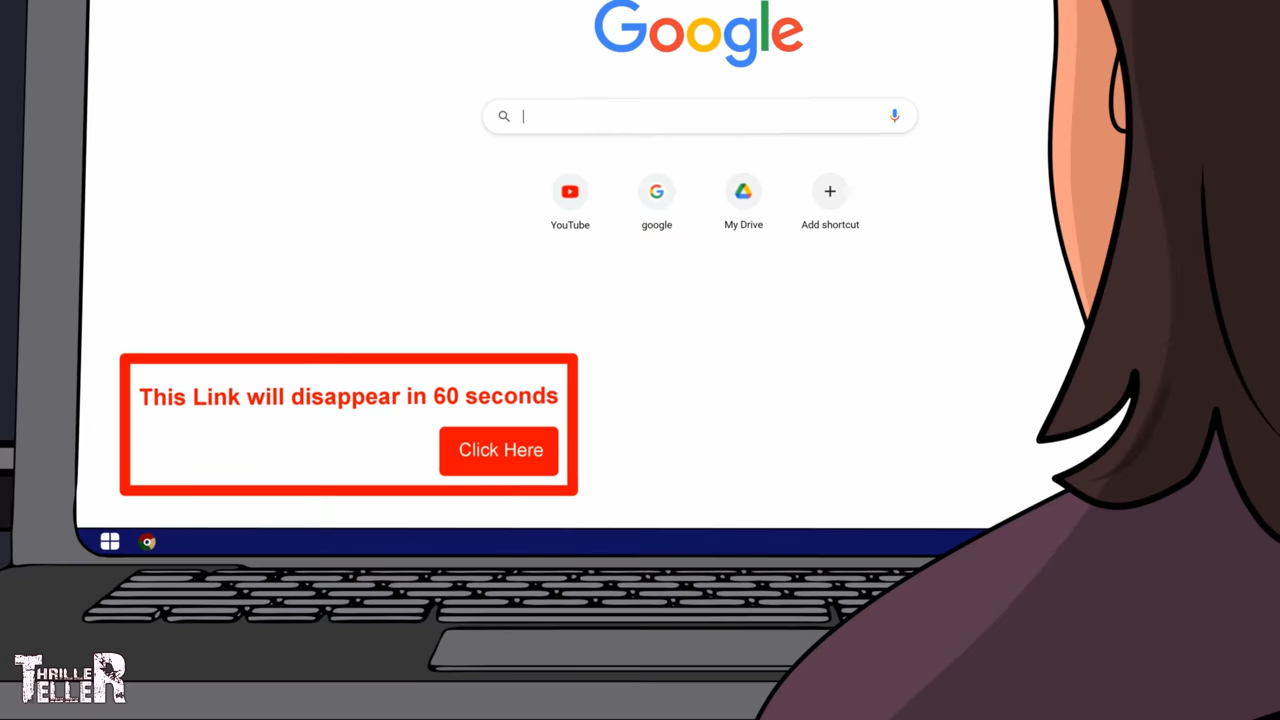 Google
YouTube
google
My Drive
Add shortcut
This Link will disappear in 60 seconds
Click Here
THRILLER
TELLER